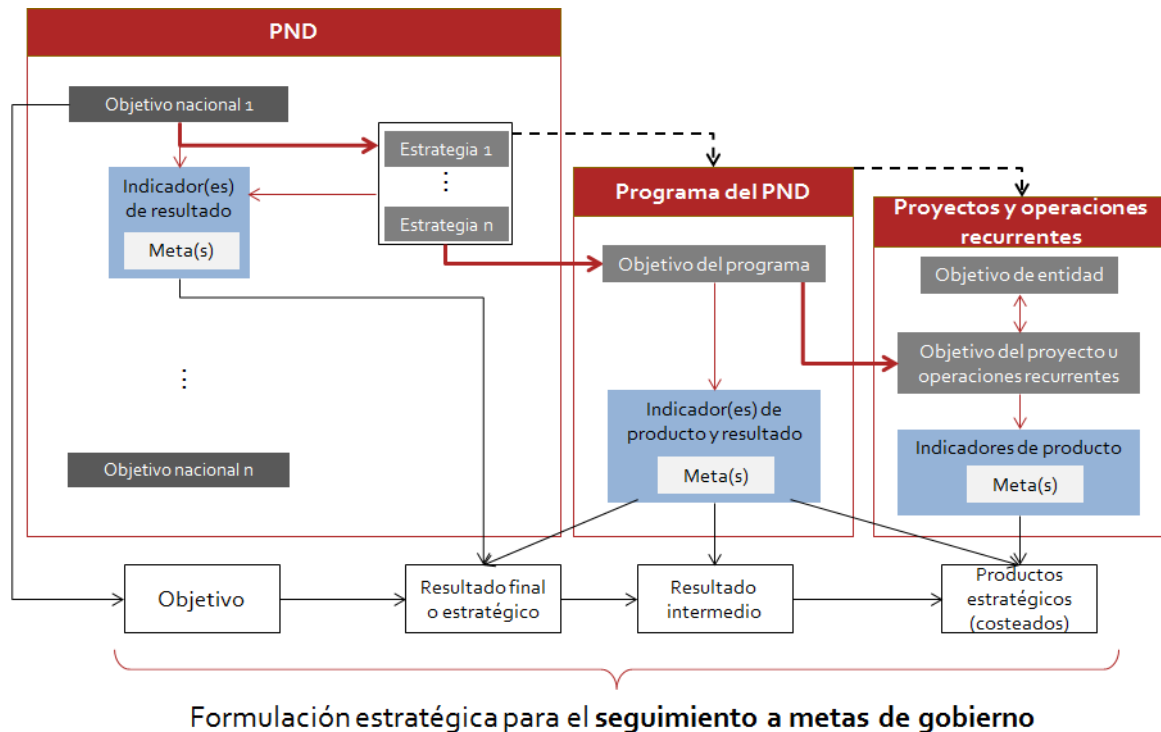 PND
Objetivo nacional 1
Estrategia 1
⋮
Estrategia n
Indicador(es)
de resultado
Meta(s)
⋮
Objetivo nacional n
Programa del PND
Objetivo del programa
Indicador(es) de
producto y resultado
Meta(s)
Proyectos y operaciones
recurrentes
Objetivo de entidad
Objetivo del proyecto u
operaciones recurrentes
Indicadores de producto
Meta(s)
Objetivo
Resultado final
o estratégico
Resultado
intermedio
Productos
estratégicos
(costeados)
Formulación estratégica para el seguimiento a metas de gobierno